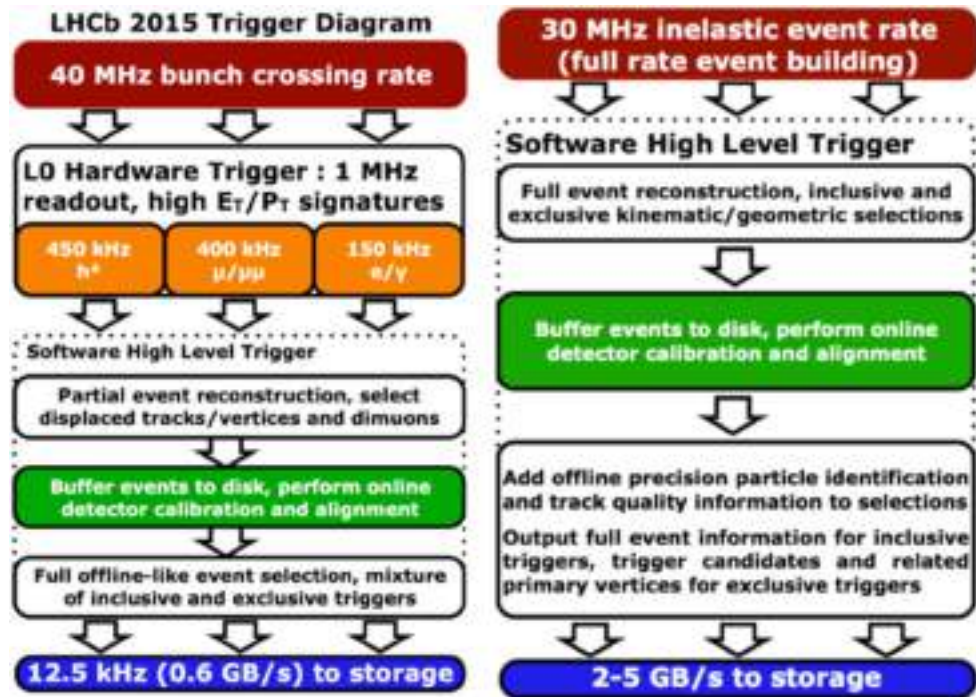 LHCb 2015 Trigger Diagram
40 MHz bunch crossing rate
L0 Hardware Trigger : 1 MHz
readout, high E_T/P_T signatures
450 kHz
h±
400 kHz
μ/μμ
150 kHz
e/γ
Software High Level Trigger
Partial event reconstruction, select
displaced tracks/vertices and dimuons
Buffer events to disk, perform online
detector calibration and alignment
Full offline-like event selection, mixture
of inclusive and exclusive triggers
12.5 kHz (0.6 GB/s) to storage
30 MHz inelastic event rate
(full rate event building)
Software High Level Trigger
Full event reconstruction, inclusive and
exclusive kinematic/geometric selections
Buffer events to disk, perform online
detector calibration and alignment
Add offline precision particle identification
and track quality information to selections
Output full event information for inclusive
triggers, trigger candidates and related
primary vertices for exclusive triggers
2-5 GB/s to storage